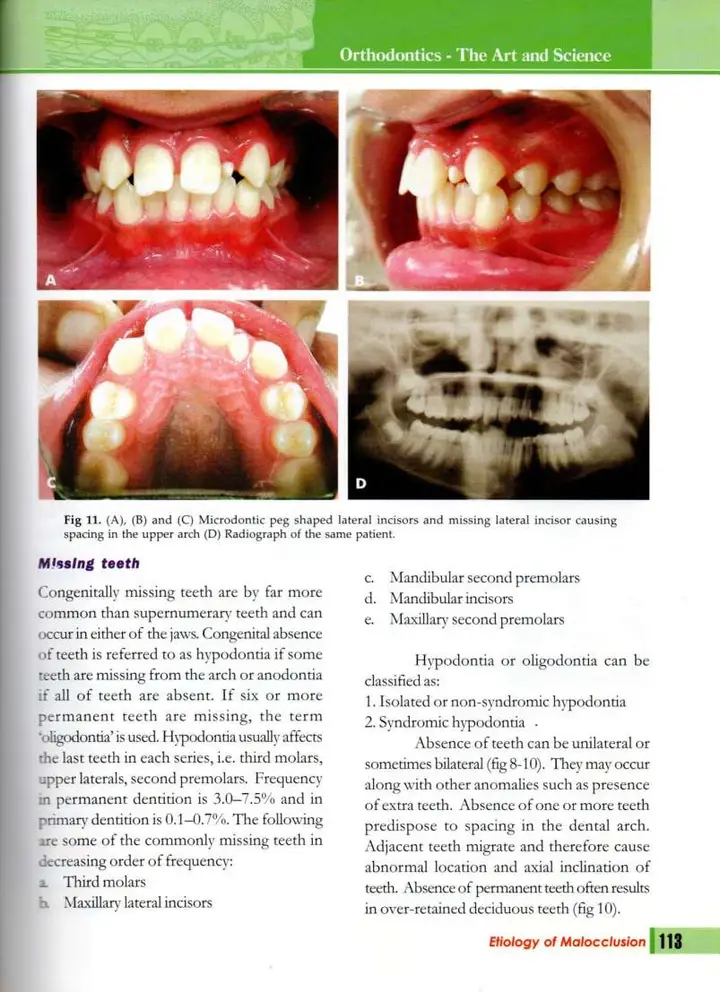 Orthodontics - The Art and Science
A
B
C
D
Fig 11. (A), (B) and (C) Microdontic peg shaped lateral incisors and missing lateral incisor causing
spacing in the upper arch (D) Radiograph of the same patient.
Missing teeth
Congenitally missing teeth are by far more
common than supernumerary teeth and can
occur in either of the jaws. Congenital absence
of teeth is referred to as hypodontia if some
teeth are missing from the arch or anodontia
if all of teeth are absent. If six or more
permanent teeth are missing, the term
'oligodontia' is used. Hypodontia usually affects
the last teeth in each series, i.e. third molars,
upper laterals, second premolars. Frequency
in permanent dentition is 3.0–7.5% and in
primary dentition is 0.1–0.7%. The following
are some of the commonly missing teeth in
decreasing order of frequency:
a. Third molars
b. Maxillary lateral incisors
c. Mandibular second premolars
d. Mandibular incisors
e. Maxillary second premolars
Hypodontia or oligodontia can be
classified as:
1. Isolated or non-syndromic hypodontia
2. Syndromic hypodontia
Absence of teeth can be unilateral or
sometimes bilateral (fig 8-10). They may occur
along with other anomalies such as presence
of extra teeth. Absence of one or more teeth
predispose to spacing in the dental arch.
Adjacent teeth migrate and therefore cause
abnormal location and axial inclination of
teeth. Absence of permanent teeth often results
in over-retained deciduous teeth (fig 10).
Etiology of Malocclusion 113